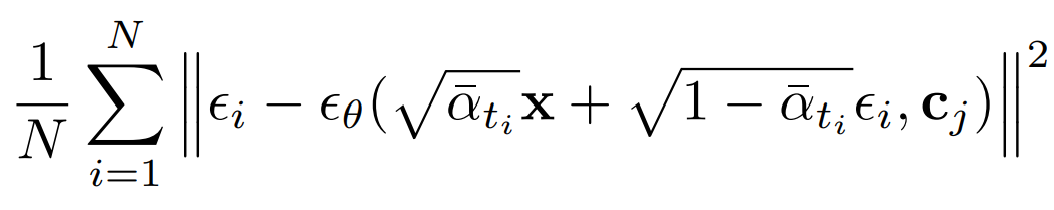 \frac{1}{N} \sum_{i=1}^{N} \left\| \epsilon_i - \epsilon_\theta(\sqrt{\bar{\alpha}_{t_i}} \mathbf{x} + \sqrt{1 - \bar{\alpha}_{t_i}} \epsilon_i, \mathbf{c}_j) \right\|^2